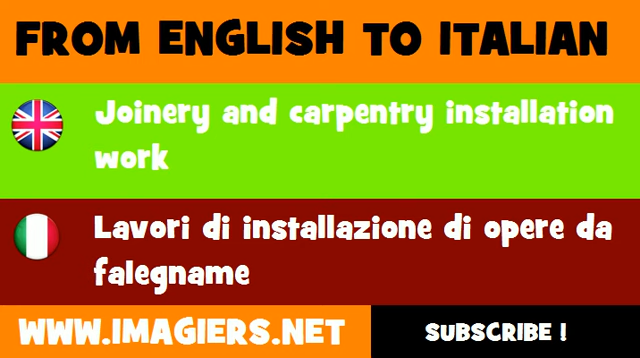 FROM ENGLISH TO ITALIAN
Joinery and carpentry installation
work
Lavori di installazione di opere da
falegname
WWW.IMAGIERS.NET
SUBSCRIBE !